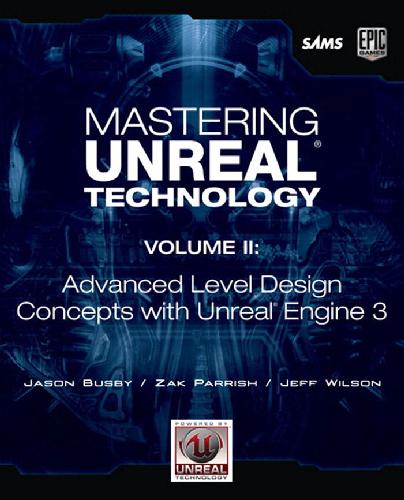 SAMS
EPIC
GAMES
MASTERING
UNREAL®
TECHNOLOGY
VOLUME II:
Advanced Level Design
Concepts with Unreal® Engine 3
JASON BUSBY / ZAK PARRISH / JEFF WILSON
POWERED BY
UNREAL
TECHNOLOGY